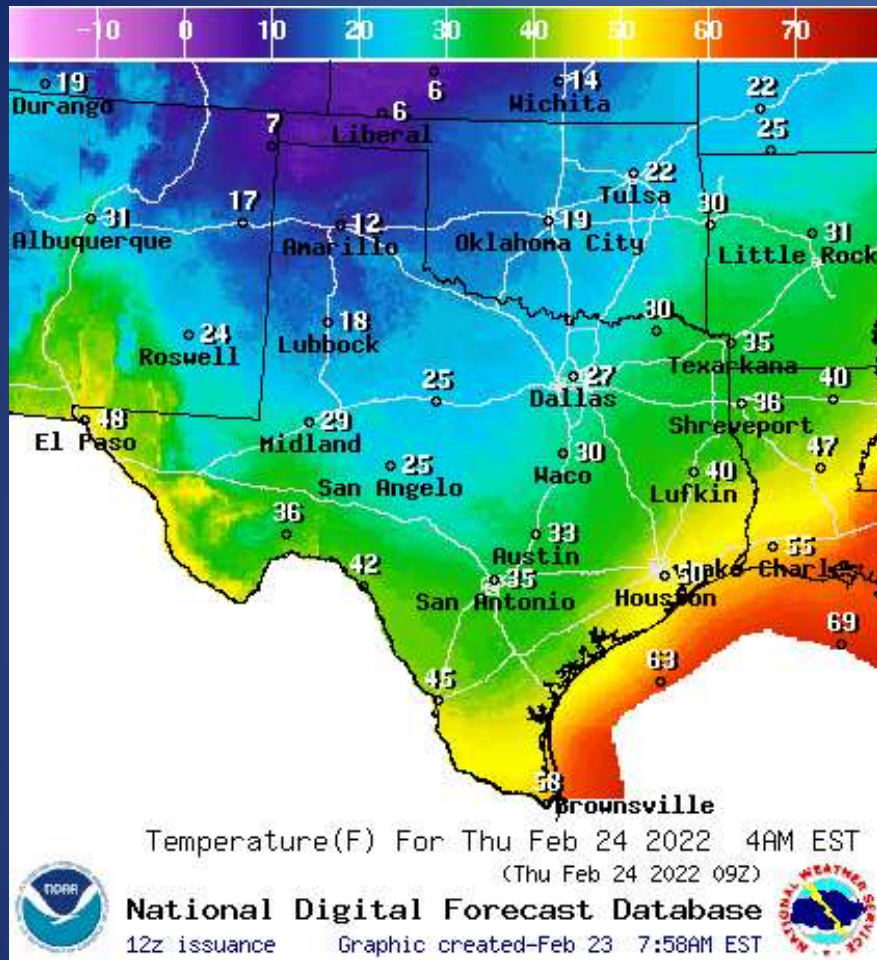 -10 0 10 20 30 40 50 60 70
19 6 14
Durango 6 Wichita 22
7 Liberal 25
22
Tulsa
31 17 12 19 30 31
Albuquerque Amarillo Oklahoma City Little Rock
24 18 30 35
Roswell Lubbock Texarkana
25 27 40
Dallas 36
48 29 Shreveport
El Paso Midland 30 47
25 Waco 40
San Angelo Lufkin
36 33 55
42 Austin Lake Charles
35 50
San Antonio Houston
69
45 63
58
Brownsville
Temperature(F) For Thu Feb 24 2022 4AM EST
(Thu Feb 24 2022 09Z)
NOAA
National Digital Forecast Database
12z issuance Graphic created-Feb 23 7:58AM EST
NATIONAL WEATHER SERVICE